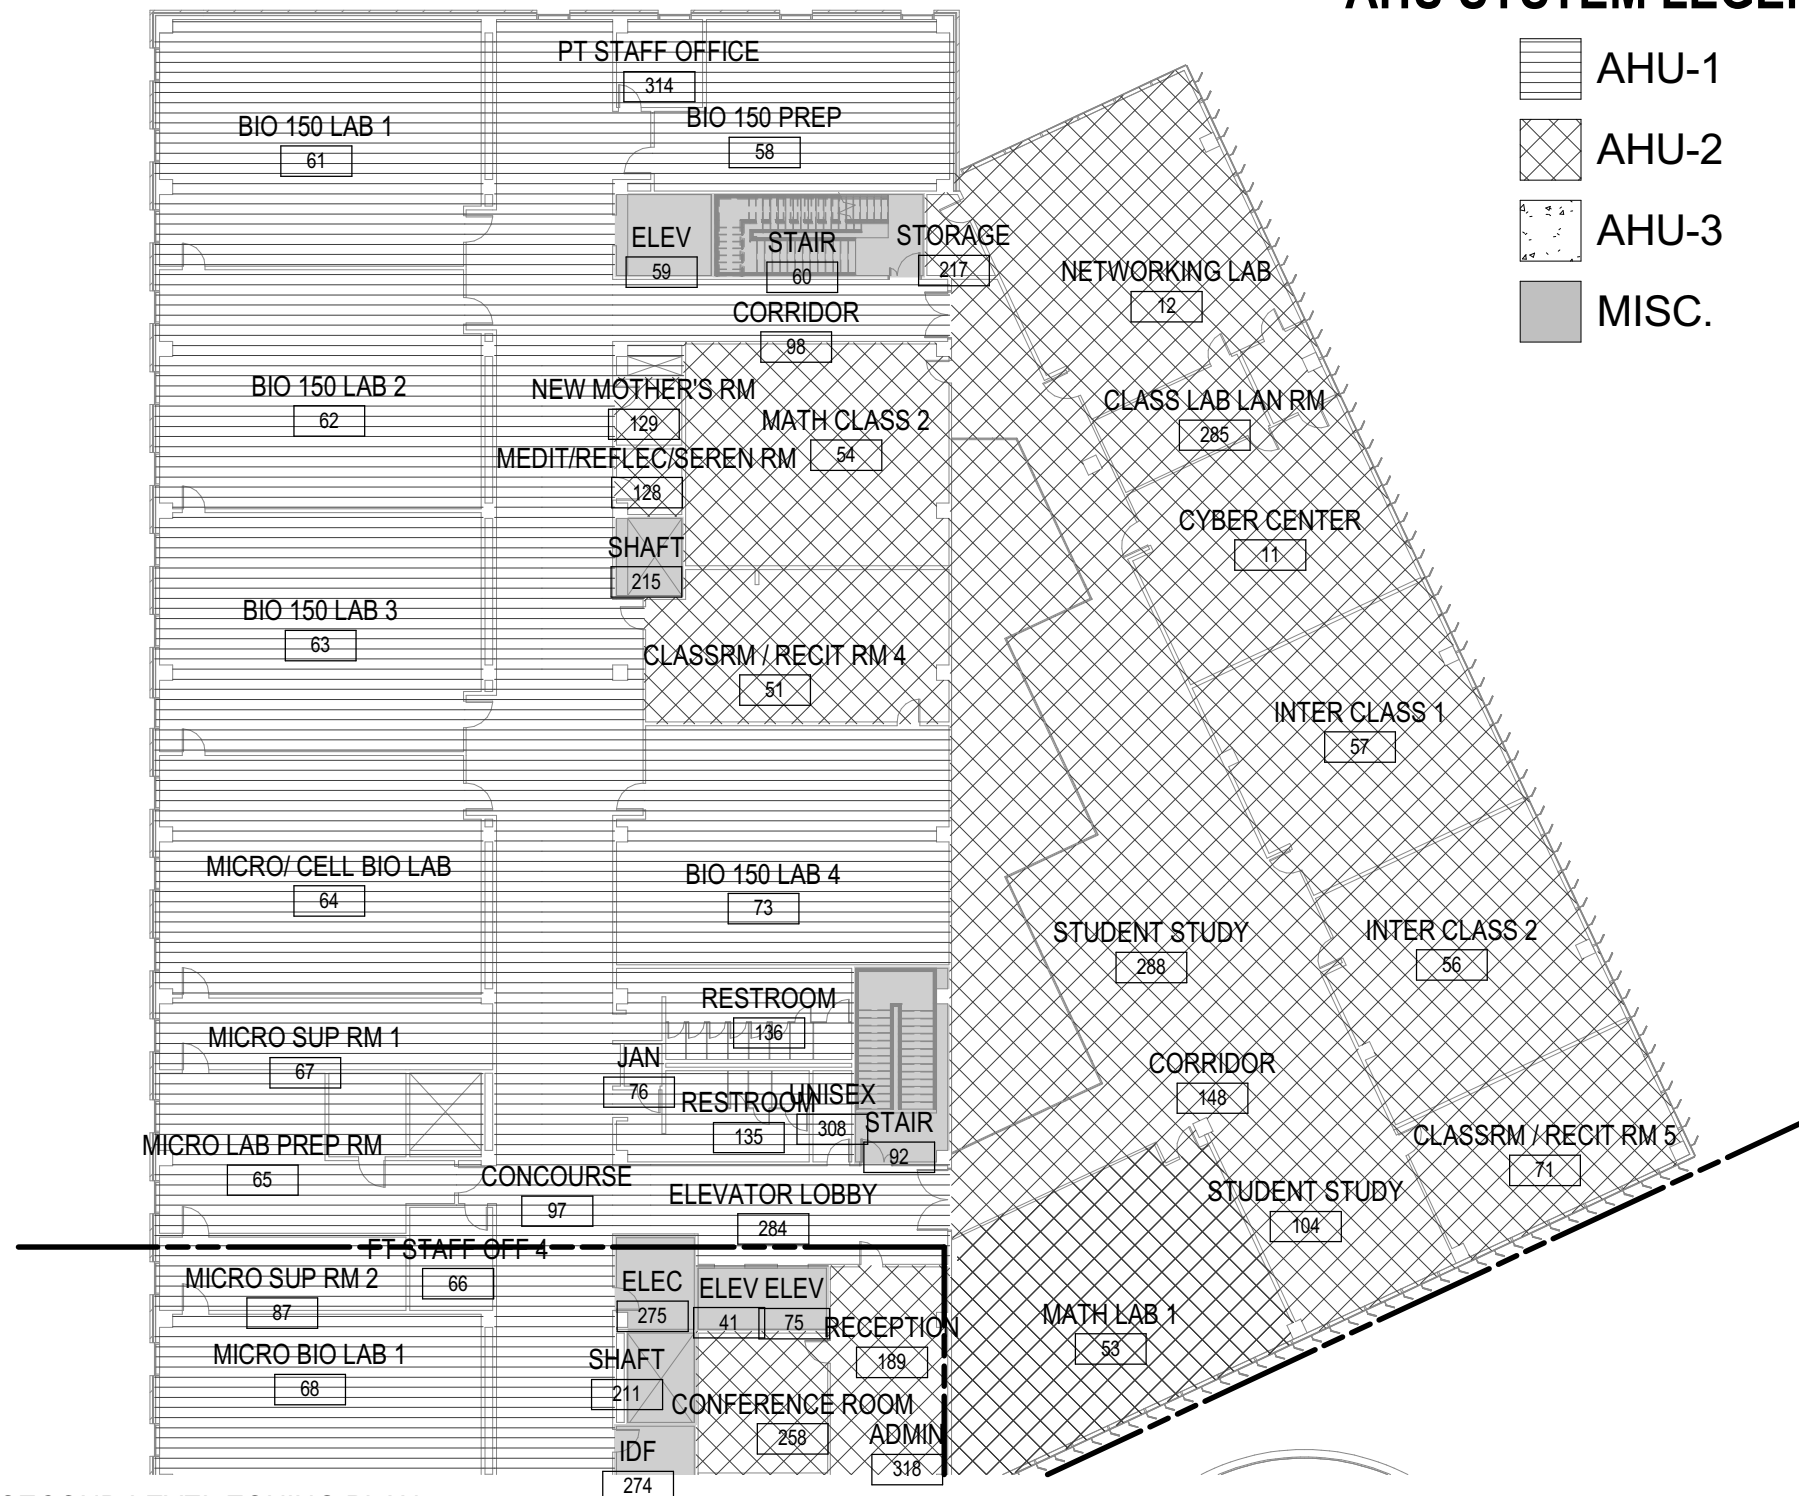 PT STAFF OFFICE
314
AHU-1
BIO 150 LAB 1
61
BIO 150 PREP
58
AHU-2
AHU-3
MISC.
ELEV
59
STAIR
60
STORAGE
217
NETWORKING LAB
12
CORRIDOR
98
BIO 150 LAB 2
62
NEW MOTHER'S RM
129
MATH CLASS 2
54
CLASS LAB LAN RM
285
MEDIT/REFLEC/SEREN RM
128
CYBER CENTER
11
SHAFT
215
BIO 150 LAB 3
63
CLASSRM / RECIT RM 4
51
INTER CLASS 1
57
MICRO/ CELL BIO LAB
64
BIO 150 LAB 4
73
STUDENT STUDY
288
INTER CLASS 2
56
RESTROOM
136
MICRO SUP RM 1
67
JAN
76
CORRIDOR
148
RESTROOM
135
UNISEX
308
STAIR
92
CLASSRM / RECIT RM 5
71
MICRO LAB PREP RM
65
CONCOURSE
97
ELEVATOR LOBBY
284
STUDENT STUDY
104
FT STAFF OFF 4
66
MICRO SUP RM 2
87
ELEC
275
ELEV
41
ELEV
75
RECEPTION
189
MATH LAB 1
53
MICRO BIO LAB 1
68
SHAFT
211
CONFERENCE ROOM
258
ADMIN
318
IDF
274